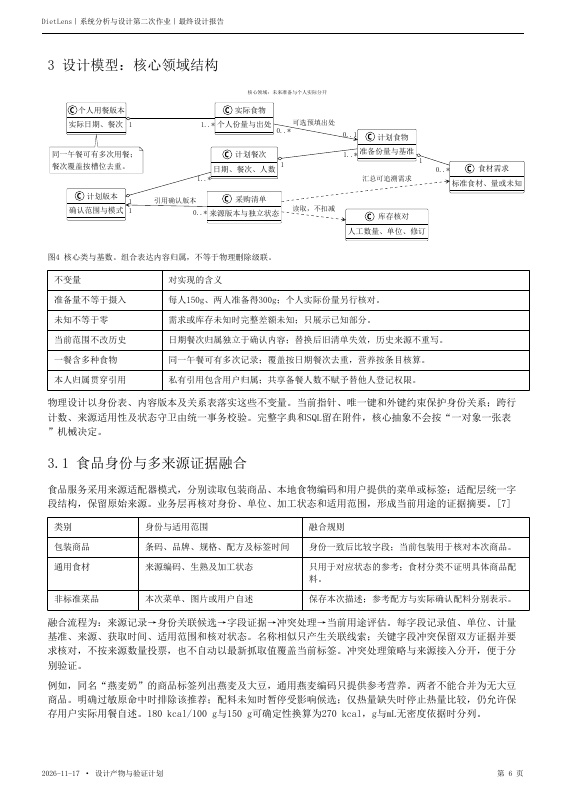 DietLens | 系统分析与设计第二次作业 | 最终设计报告
3 设计模型：核心领域结构
核心领域：未来准备与个人实际分开
C 个人用餐版本
实际日期、餐次
1
1..*
C 实际食物
个人份量与出处
0..*
可选预填出处
0..1
C 计划食物
准备份量与基准
1..*
1
同一午餐可有多次用餐；
餐次覆盖按槽位去重。
C 计划餐次
日期、餐次、人数
1..*
1
0..*
C 食材需求
标准食材、量或未知
C 计划版本
确认范围与模式
1
1
引用确认版本
0..*
C 采购清单
来源版本与独立状态
汇总可追溯需求
读取、不扣减
C 库存核对
人工数量、单位、修订
图4 核心类与基数。组合表达内容归属，不等于物理删除级联。
不变量 对实现的含义
准备量不等于摄入 每人150g、两人准备得300g；个人实际份量另行核对。
未知不等于零 需求或库存未知时完整差额未知；只展示已知部分。
当前范围不改历史 日期餐次归属独立于确认内容；替换后旧清单失效，历史来源不重写。
一餐含多种食物 同一午餐可有多次记录；覆盖按日期餐次去重，营养按条目核算。
本人归属贯穿引用 私有引用包含用户归属；共享备餐人数不赋予替他人登记权限。
物理设计以身份表、内容版本及关系表落实这些不变量。当前指针、唯一键和外键约束保护身份关系；跨行
计数、来源适用性及状态守卫由统一事务校验。完整字典和SQL留在附件，核心抽象不会按“一对象一张表
”机械决定。
3.1 食品身份与多来源证据融合
食品服务采用来源适配器模式，分别读取包装商品、本地食物编码和用户提供的菜单或标签；适配层统一字
段结构，保留原始来源。业务层再核对身份、单位、加工状态和适用范围，形成当前用途的证据摘要。[7]
类别 身份与适用范围 融合规则
包装商品 条码、品牌、规格、配方及标签时间 身份一致后比较字段；当前包装用于核对本次商品。
通用食材 来源编码、生熟及加工状态 只用于对应状态的参考；食材分类不证明具体商品配
料。
非标准菜品 本次菜单、图片或用户自述 保存本次描述；参考配方与实际确认配料分别表示。
融合流程为：来源记录→身份关联候选→字段证据→冲突处理→当前用途评估。每字段记录值、单位、计量
基准、来源、获取时间、适用范围和核对状态。名称相似只产生关联线索；关键字段冲突保留双方证据并要
求核对，不按来源数量投票，也不自动以最新抓取值覆盖当前标签。冲突处理策略与来源接入分开，便于分
别验证。
例如，同名“燕麦奶”的商品标签列出燕麦及大豆，通用燕麦编码只提供参考营养。两者不能合并为无大豆
商品。明确过敏原命中时排除该推荐；配料未知时暂停受影响候选；仅热量缺失时停止热量比较，仍允许保
存用户实际用餐自述。180 kcal/100 g与150 g可确定性换算为270 kcal，g与mL无密度依据时分列。
2026-11-17 • 设计产物与验证计划
第 6 页